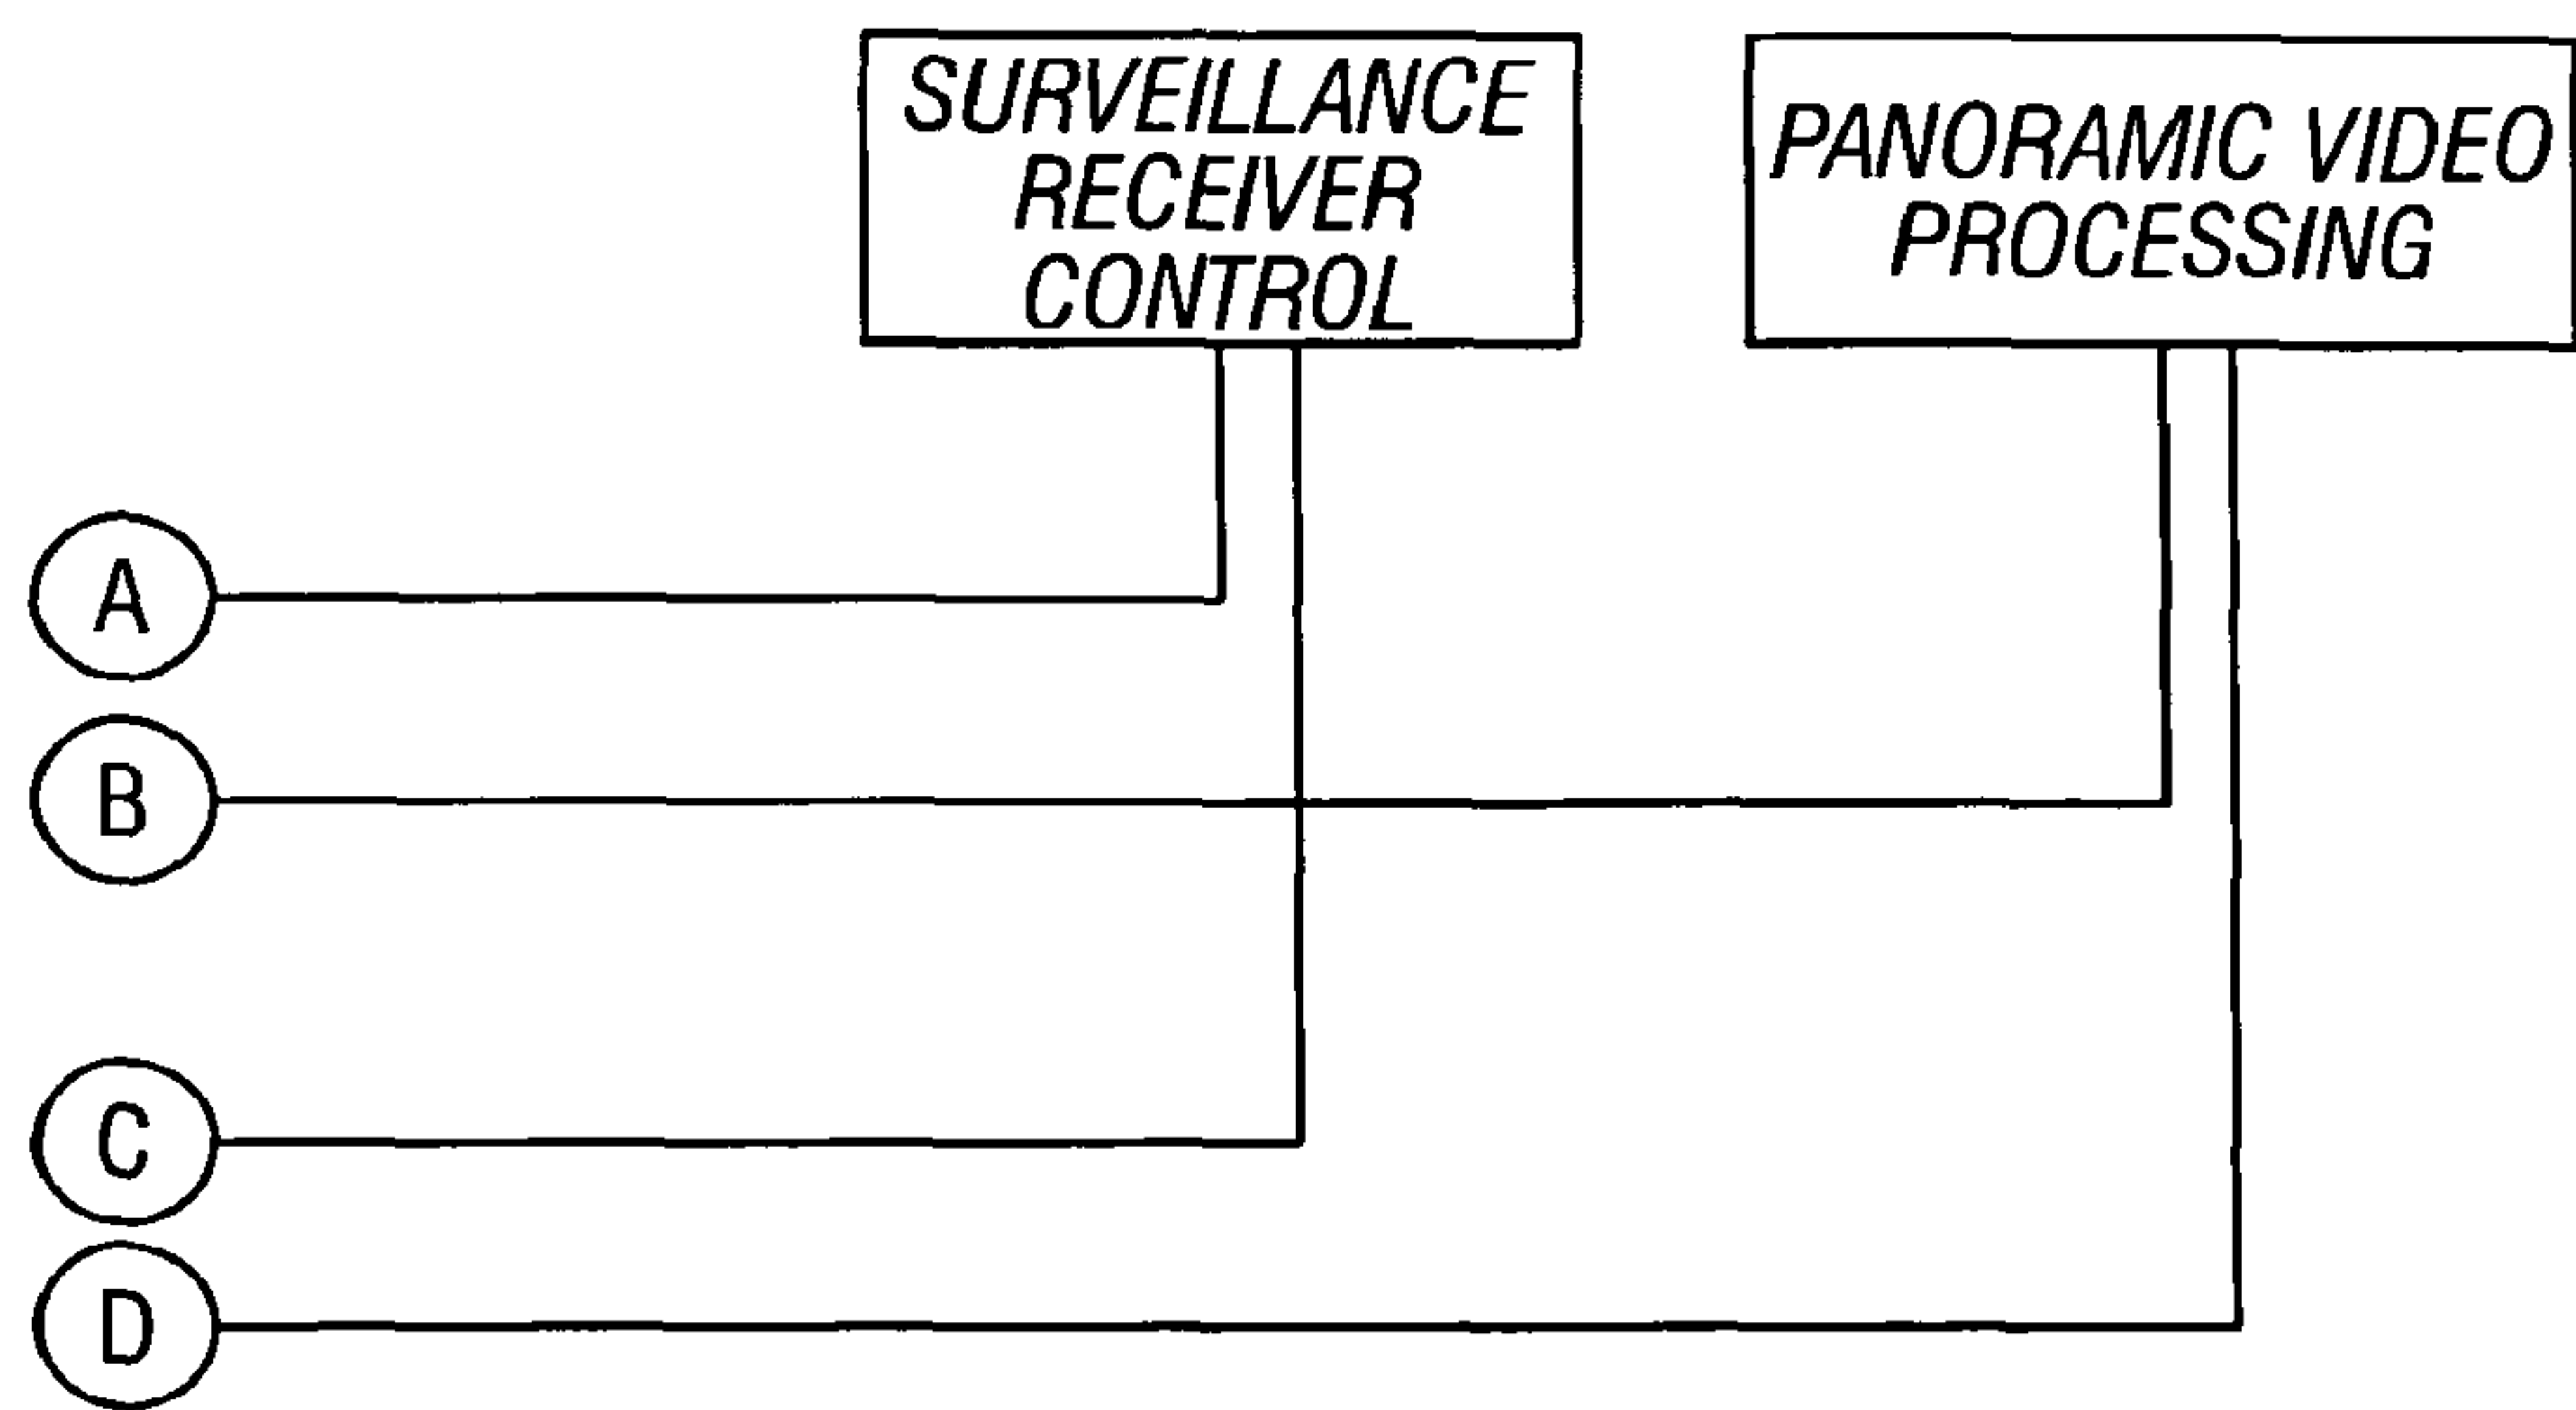 SURVEILLANCE
RECEIVER
CONTROL
PANORAMIC VIDEO
PROCESSING
A
B
C
D